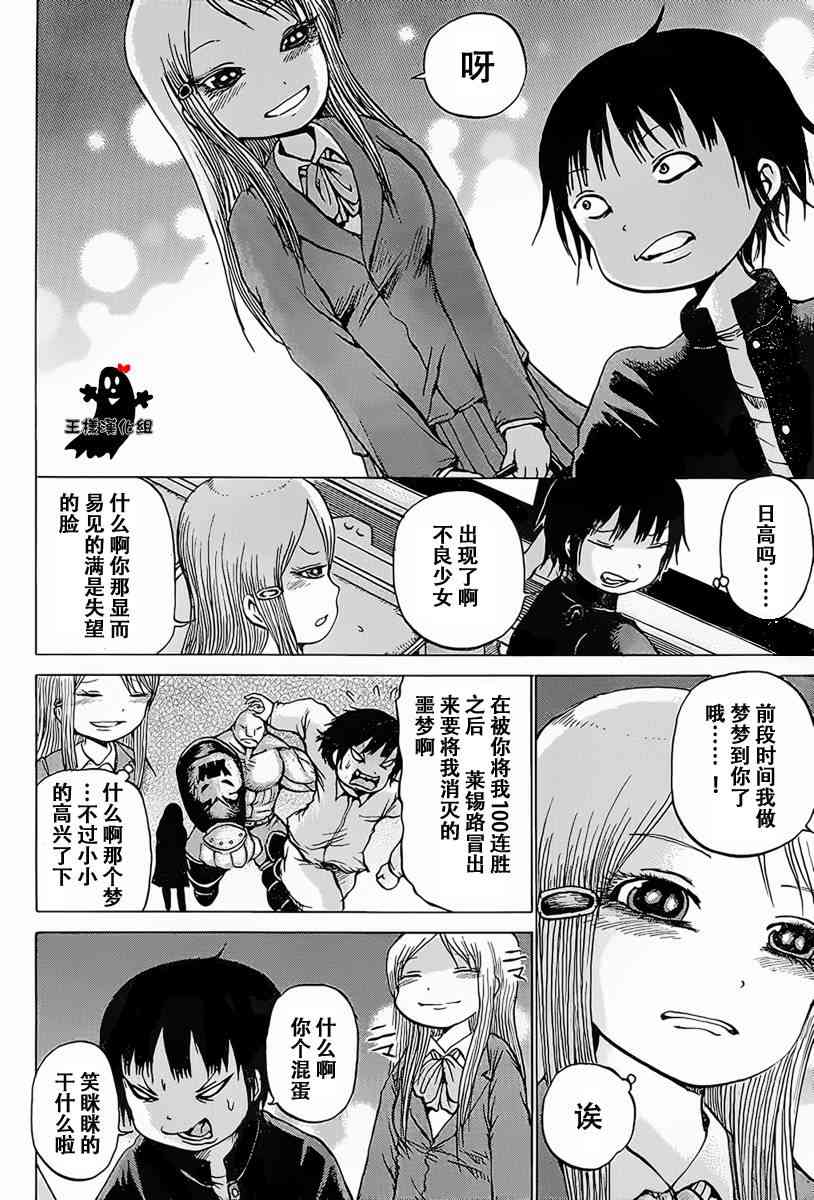 呀
王様漢化組
日高吗……
出现了啊
不良少女
什么啊你那显而
易见的满是失望
的脸
前段时间我做
梦梦到你了
哦……！
诶
在被你将我100连胜
之后 莱锡路冒出
来要将我消灭的
噩梦啊
什么啊那个梦
…不过小小
的高兴了下
什么啊
你个混蛋
笑眯眯的
干什么啦